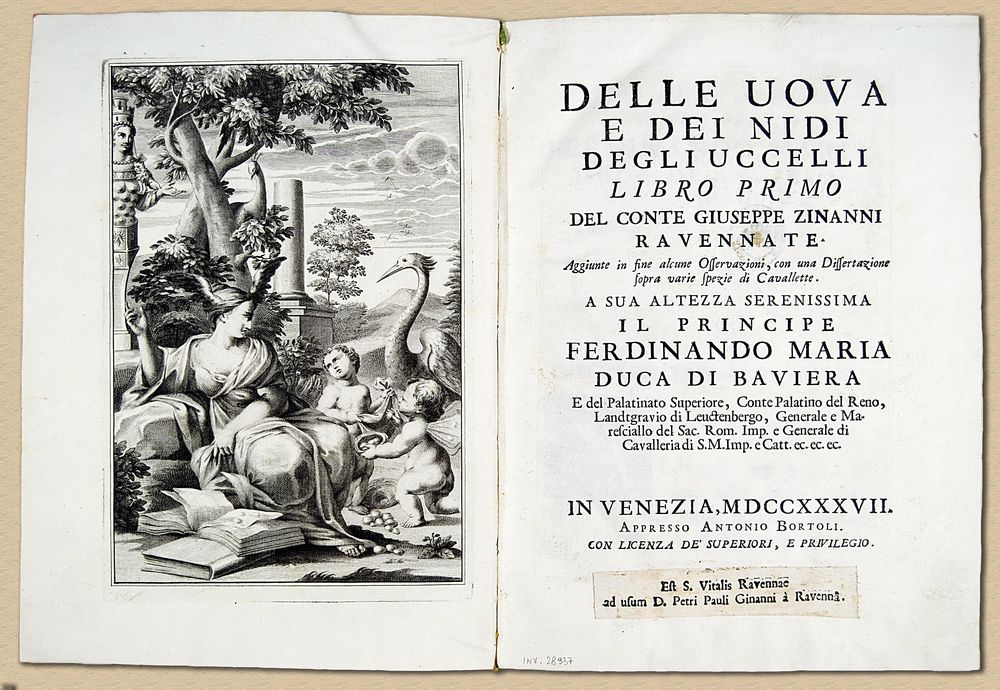 DELLE UOVA
E DEI NIDI
DEGLI UCCELLI
LIBRO PRIMO
DEL CONTE GIUSEPPE ZINANNI
RAVENNATE.
Aggiunte in fine alcune Oſſervazioni, con una Diſſertazione
ſopra varie ſpezie di Cavallette.
A SUA ALTEZZA SERENISSIMA
IL PRINCIPE
FERDINANDO MARIA
DUCA DI BAVIERA
E del Palatinato Superiore, Conte Palatino del Reno,
Landtgravio di Leuctenbergo, Generale e Ma-
reſciallo del Sac. Rom. Imp. e Generale di
Cavalleria di S.M.Imp. e Catt. ec. ec. ec.
IN VENEZIA, MDCCXXXVII.
APPRESSO ANTONIO BORTOLI.
CON LICENZA DE' SUPERIORI, E PRIVILEGIO.
Eſt S. Vitalis Ravennae
ad uſum D. Petri Pauli Ginanni à Ravennâ.
INV. 28937